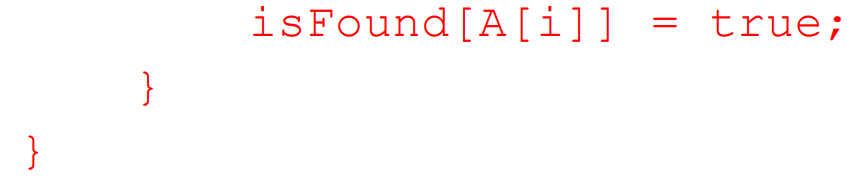 isFound[A[i]] = true;
}
}